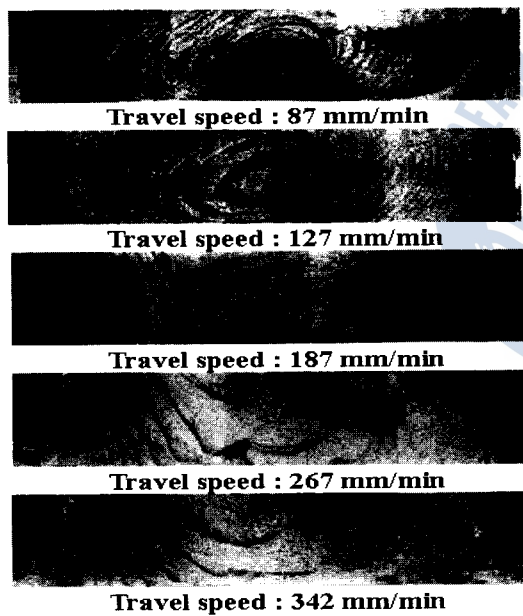 Travel speed : 87 mm/min
Travel speed : 127 mm/min
Travel speed : 187 mm/min
Travel speed : 267 mm/min
Travel speed : 342 mm/min